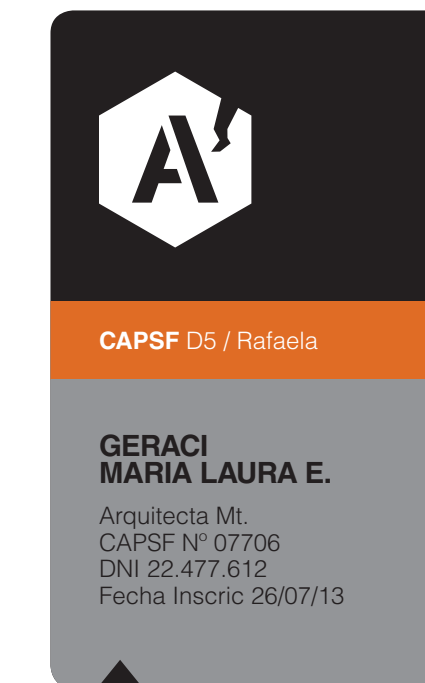 A
CAPSF D5 / Rafaela
GERACI
MARIA LAURA E.
Arquitecta Mt.
CAPSF Nº 07706
DNI 22.477.612
Fecha Inscric 26/07/13